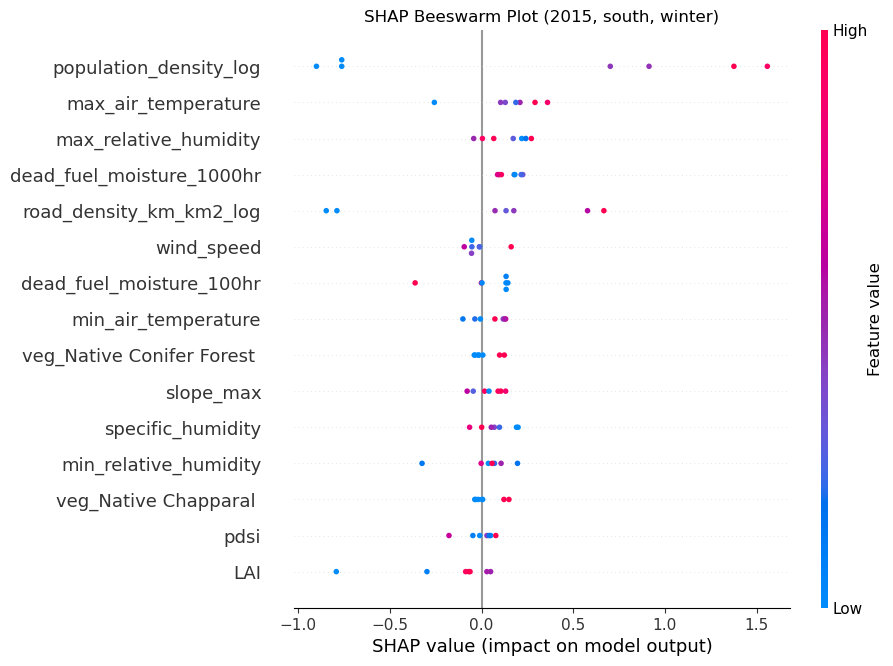 SHAP Beeswarm Plot (2015, south, winter)
High
population_density_log
max_air_temperature
max_relative_humidity
dead_fuel_moisture_1000hr
road_density_km_km2_log
wind_speed
dead_fuel_moisture_100hr
min_air_temperature
veg_Native Conifer Forest
slope_max
specific_humidity
min_relative_humidity
veg_Native Chapparal
pdsi
LAI
Feature value
Low
−1.0 −0.5 0.0 0.5 1.0 1.5
SHAP value (impact on model output)